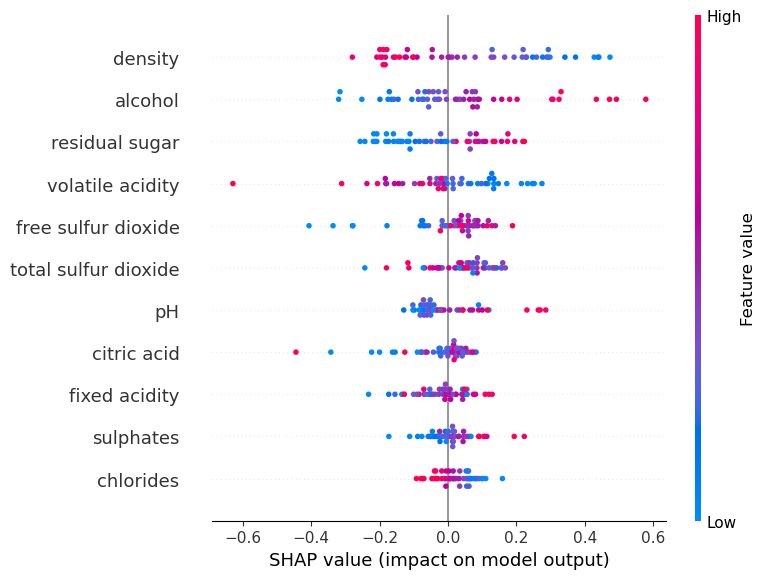 High
density
alcohol
residual sugar
volatile acidity
free sulfur dioxide
total sulfur dioxide
pH
citric acid
fixed acidity
sulphates
chlorides
Feature value
Low
−0.6 −0.4 −0.2 0.0 0.2 0.4 0.6
SHAP value (impact on model output)